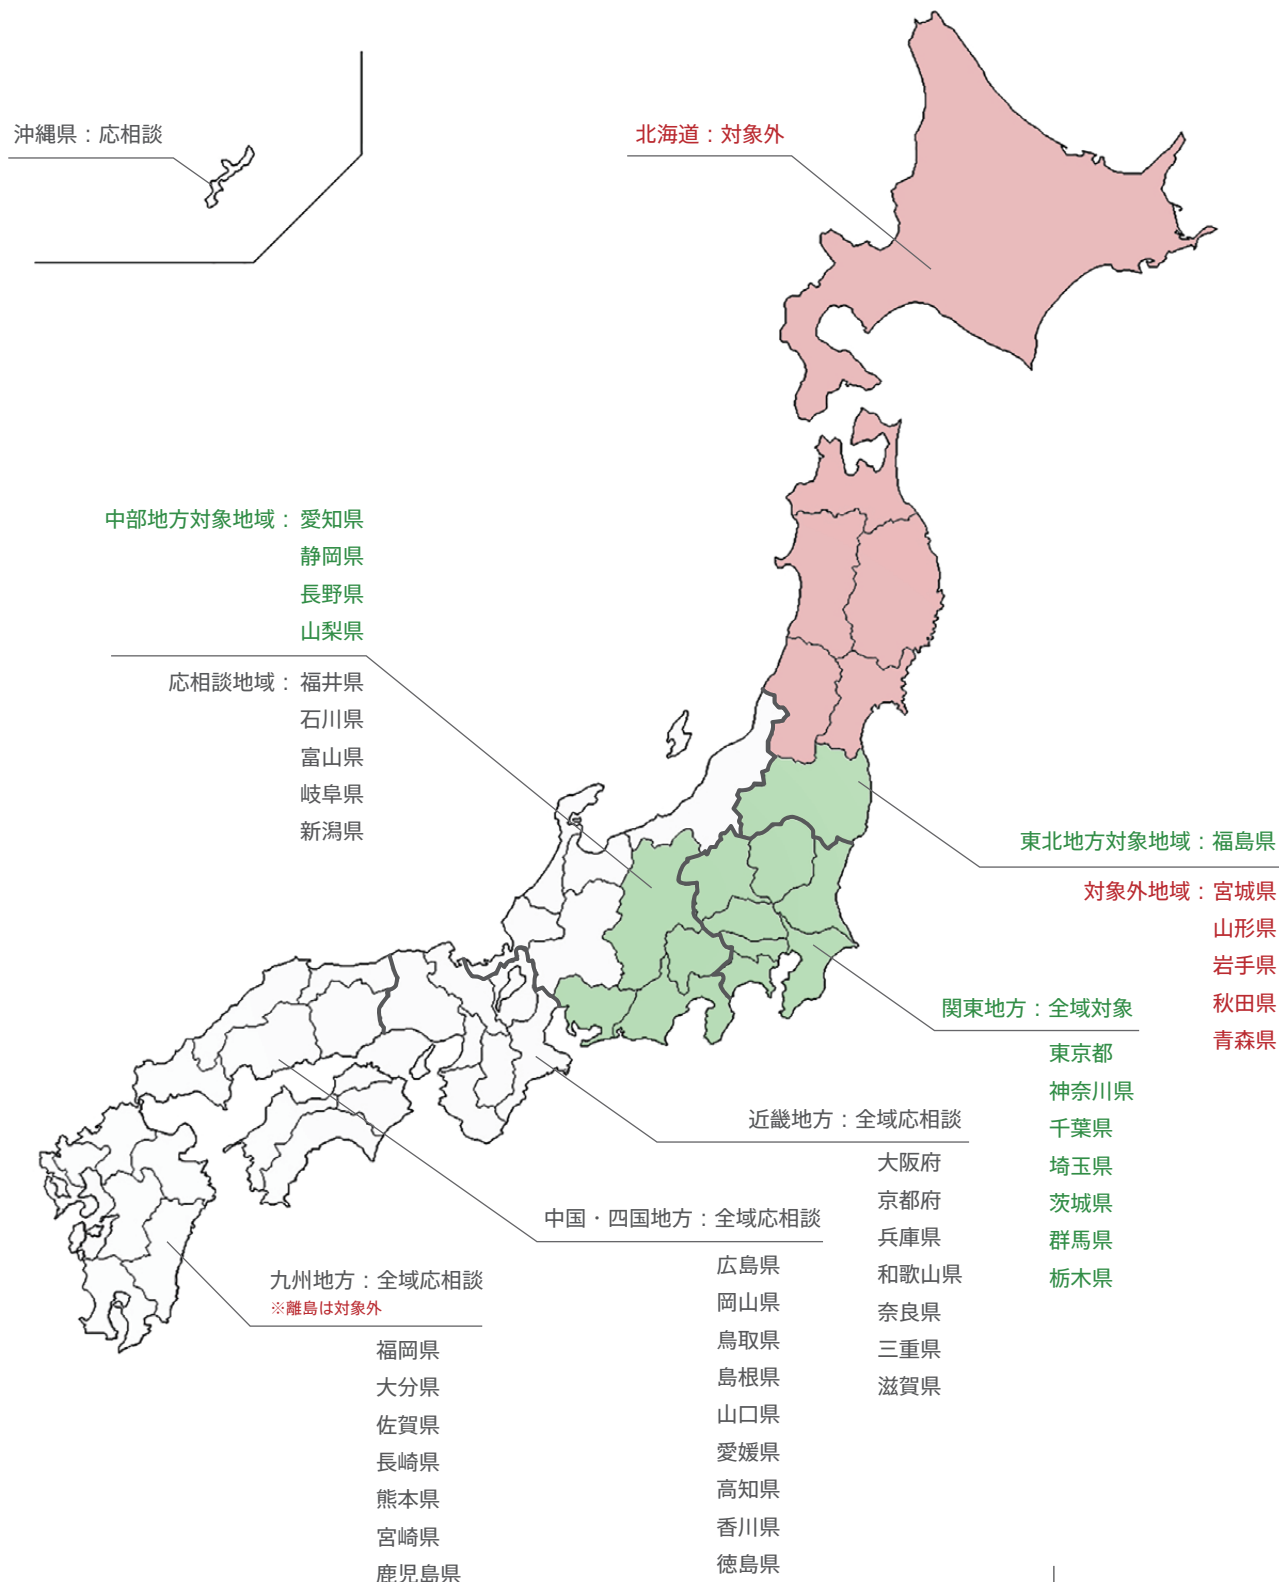 沖縄県：応相談
北海道：対象外
中部地方対象地域： 愛知県
静岡県
長野県
山梨県
応相談地域： 福井県
石川県
富山県
岐阜県
新潟県
東北地方対象地域：福島県
対象外地域：宮城県
山形県
岩手県
秋田県
青森県
関東地方：全域対象
東京都
神奈川県
千葉県
埼玉県
茨城県
群馬県
栃木県
近畿地方：全域応相談
大阪府
京都府
兵庫県
和歌山県
奈良県
三重県
滋賀県
中国・四国地方：全域応相談
広島県
岡山県
鳥取県
島根県
山口県
愛媛県
高知県
香川県
徳島県
九州地方：全域応相談
※離島は対象外
福岡県
大分県
佐賀県
長崎県
熊本県
宮崎県
鹿児島県